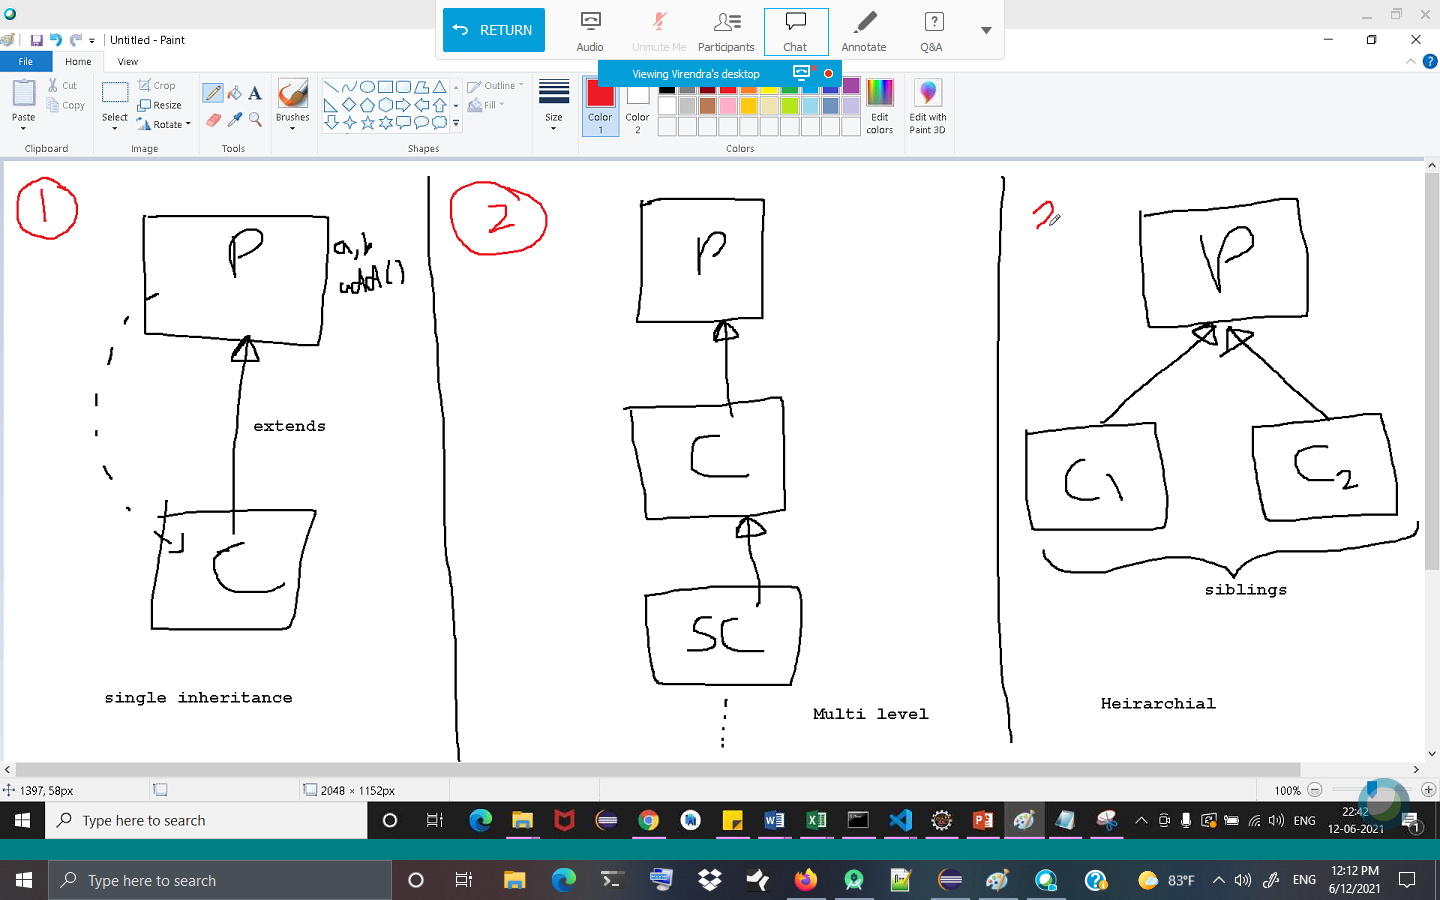 RETURN
Audio
Unmute Me
Participants
Chat
Annotate
Q&A
Viewing Virendra's desktop
Untitled - Paint
File
Home
View
Paste
Cut
Copy
Clipboard
Select
Crop
Resize
Rotate
Image
Tools
Brushes
Shapes
Outline
Fill
Size
Color
1
Color
2
Colors
Edit
colors
Edit with
Paint 3D
1
P
a, b
add()
extends
C
single inheritance
2
P
C
SC
Multi level
P
C1
C2
siblings
Heirarchial
1397, 58px
2048 × 1152px
100%
Type here to search
ENG
22:42
12-06-2021
1
Type here to search
83°F
ENG
12:12 PM
6/12/2021